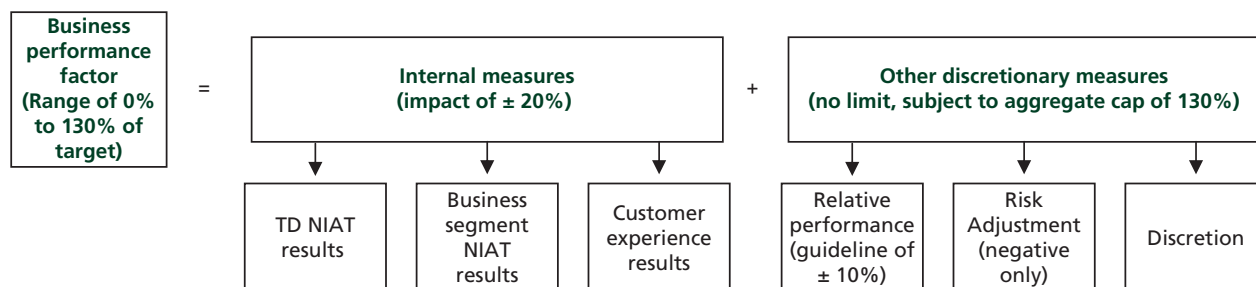 Business
performance
factor
(Range of 0%
to 130% of
target)
=
Internal measures
(impact of ± 20%)
+
Other discretionary measures
(no limit, subject to aggregate cap of 130%)
TD NIAT
results
Business
segment
NIAT
results
Customer
experience
results
Relative
performance
(guideline of
± 10%)
Risk
Adjustment
(negative
only)
Discretion